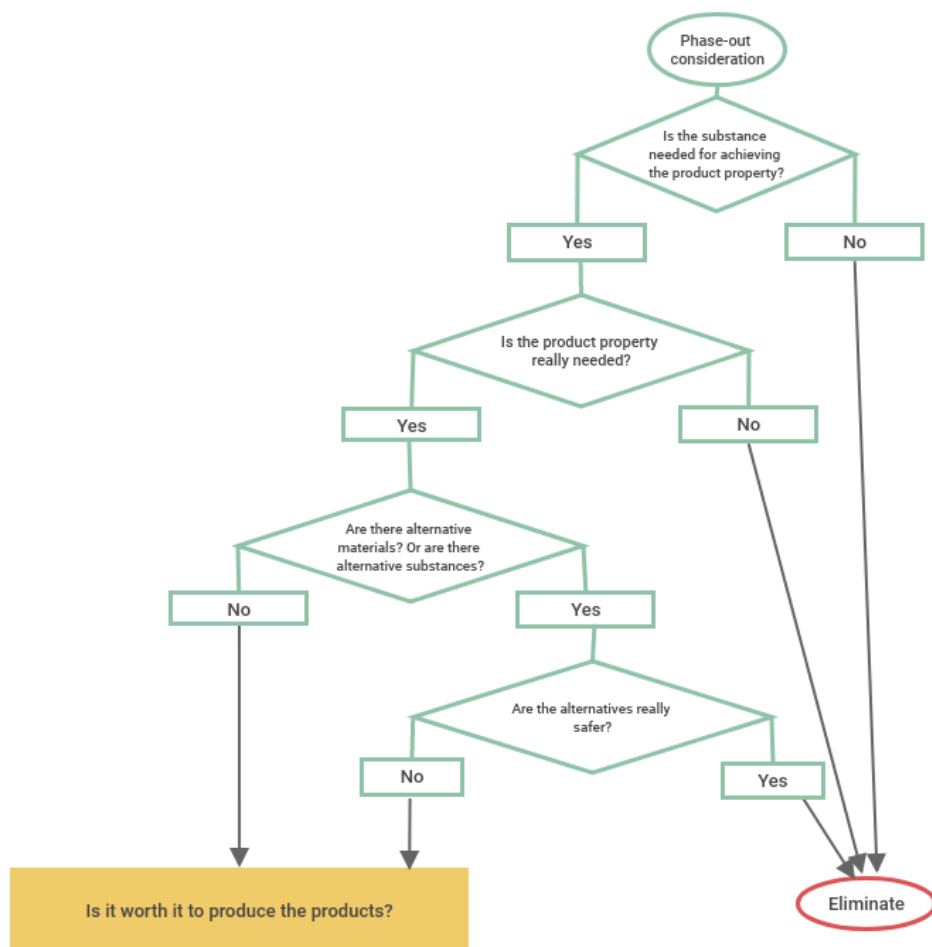 Phase-out
consideration
Is the substance
needed for achieving
the product property?
Yes
No
Is the product property
really needed?
Yes
No
Are there alternative
materials? Or are there
alternative substances?
No
Yes
Are the alternatives really
safer?
No
Yes
Is it worth it to produce the products?
Eliminate